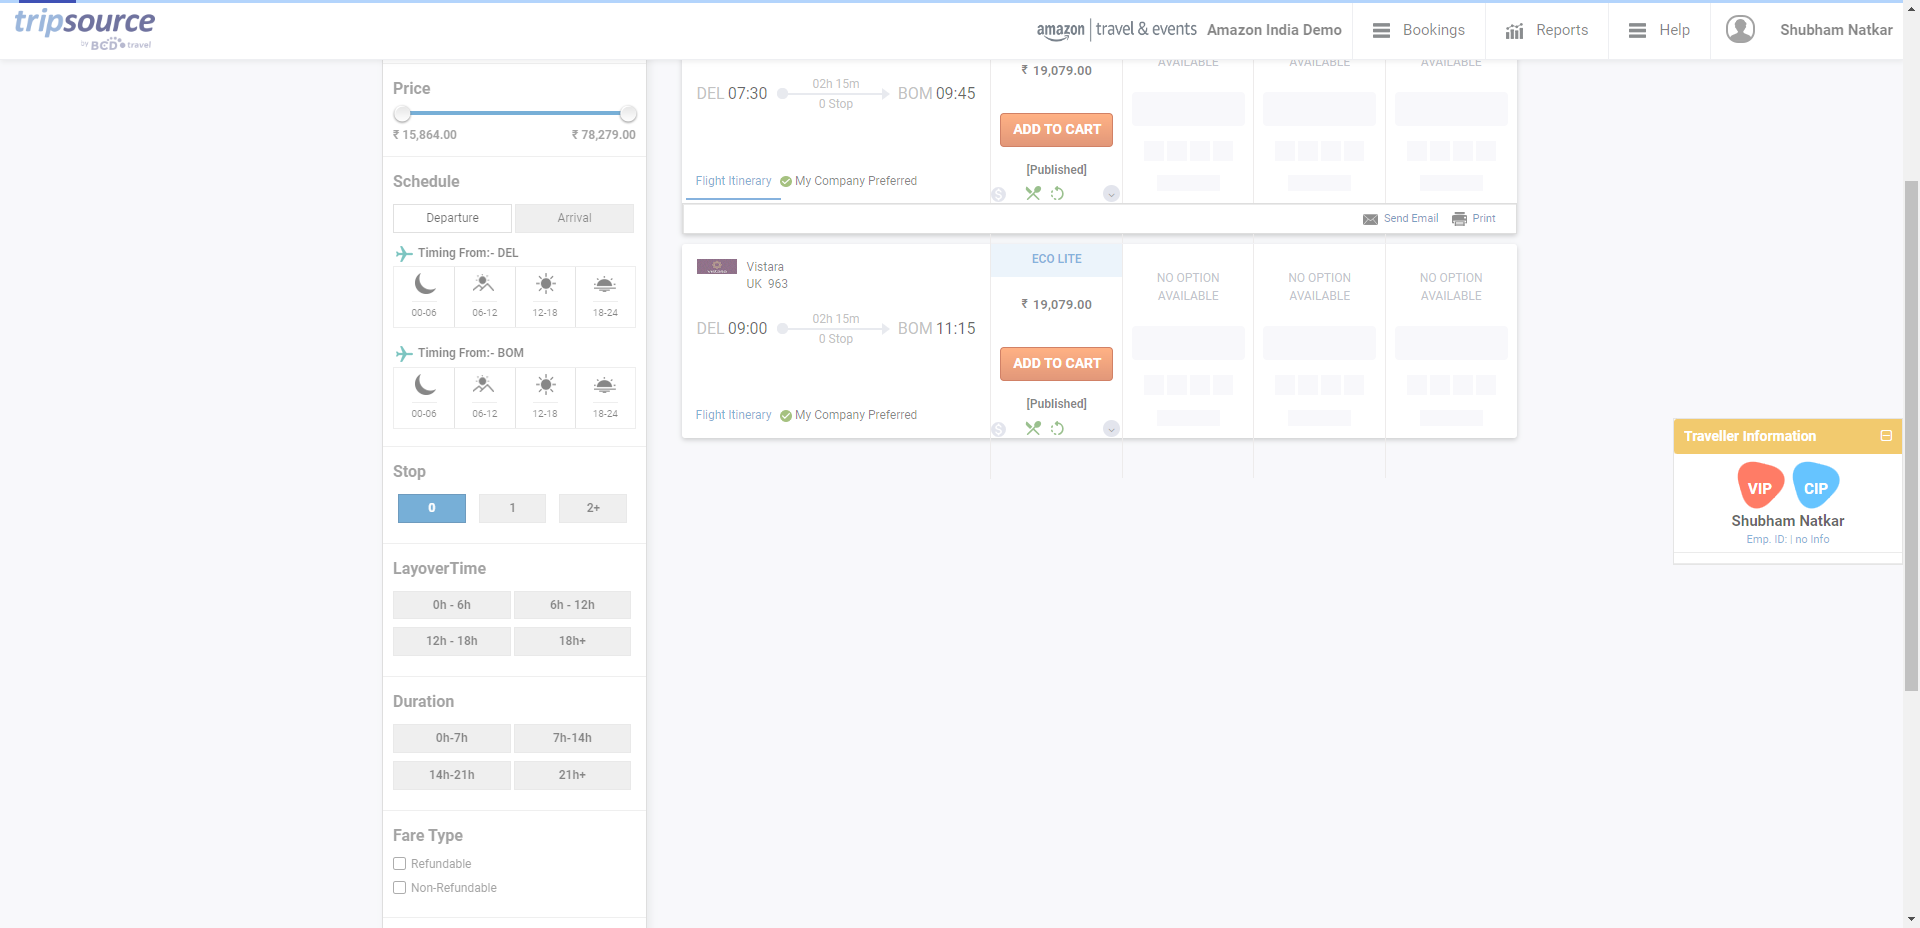 tripsource
by BCD travel
amazon travel & events Amazon India Demo
Bookings
Reports
Help
Shubham Natkar
Price
₹ 15,864.00 ₹ 78,279.00
Schedule
Departure Arrival
Timing From:- DEL
00-06 06-12 12-18 18-24
Timing From:- BOM
00-06 06-12 12-18 18-24
Stop
0 1 2+
LayoverTime
0h - 6h 6h - 12h
12h - 18h 18h+
Duration
0h-7h 7h-14h
14h-21h 21h+
Fare Type
Refundable
Non-Refundable
AVAILABLE AVAILABLE AVAILABLE
₹ 19,079.00
02h 15m
DEL 07:30 BOM 09:45
0 Stop
ADD TO CART
[Published]
Flight Itinerary My Company Preferred
Send Email Print
ECO LITE
Vistara
UK 963
NO OPTION NO OPTION NO OPTION
AVAILABLE AVAILABLE AVAILABLE
₹ 19,079.00
02h 15m
DEL 09:00 BOM 11:15
0 Stop
ADD TO CART
[Published]
Flight Itinerary My Company Preferred
Traveller Information
VIP CIP
Shubham Natkar
Emp. ID: | no Info